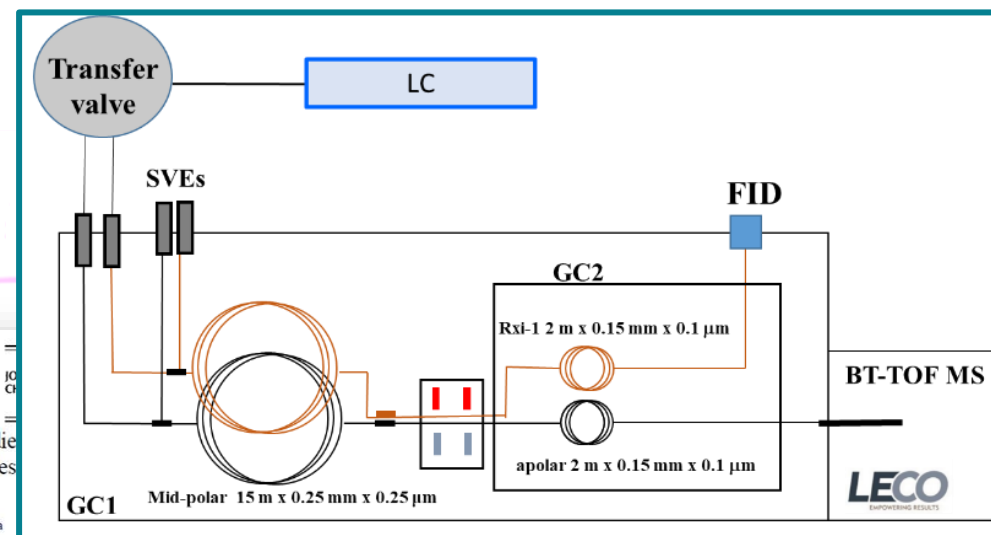 Transfer
valve
LC
SVEs
FID
GC2
Rxi-1 2 m x 0.15 mm x 0.1 μm
BT-TOF MS
apolar 2 m x 0.15 mm x 0.1 μm
Mid-polar 15 m x 0.25 mm x 0.25 μm
GC1
LECO
EMPOWERING RESULTS